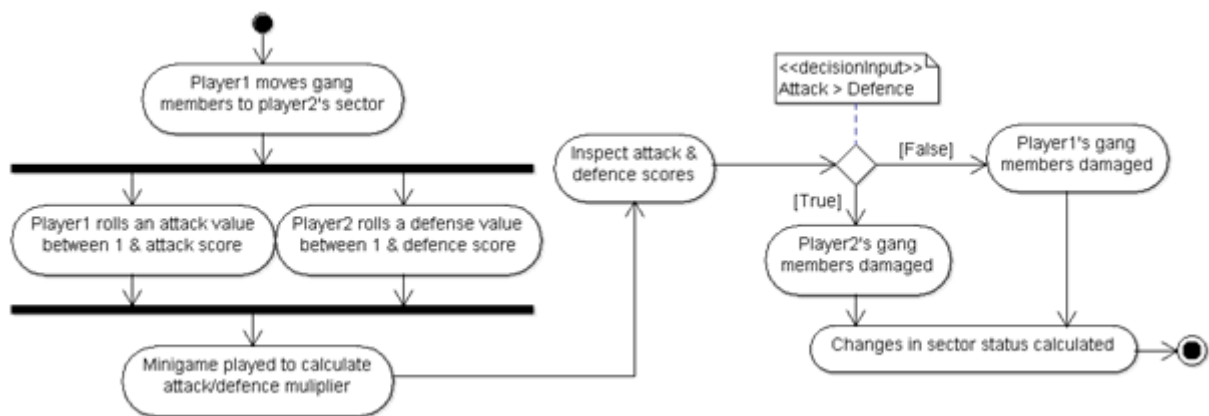 Player1 moves gang
members to player2's sector
Player1 rolls an attack value
between 1 & attack score
Player2 rolls a defense value
between 1 & defence score
Minigame played to calculate
attack/defence muliplier
Inspect attack &
defence scores
<<decisionInput>>
Attack > Defence
[False]
Player1's gang
members damaged
[True]
Player2's gang
members damaged
Changes in sector status calculated